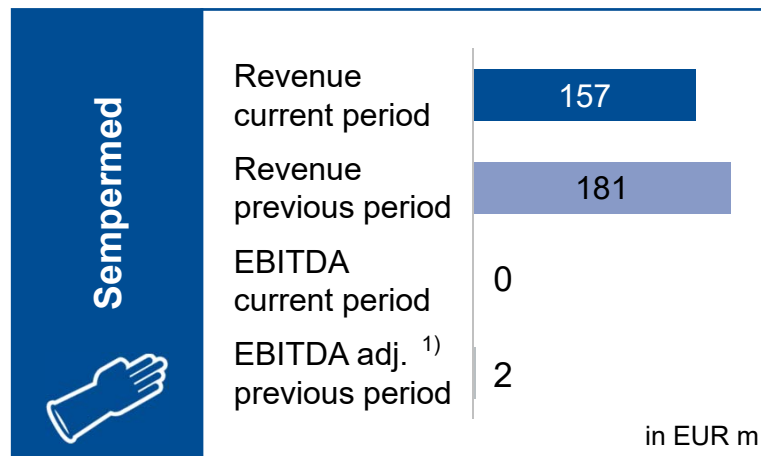 Sempermed
Revenue
current period
157
Revenue
previous period
181
EBITDA
current period
0
EBITDA adj. 1)
previous period
2
in EUR m